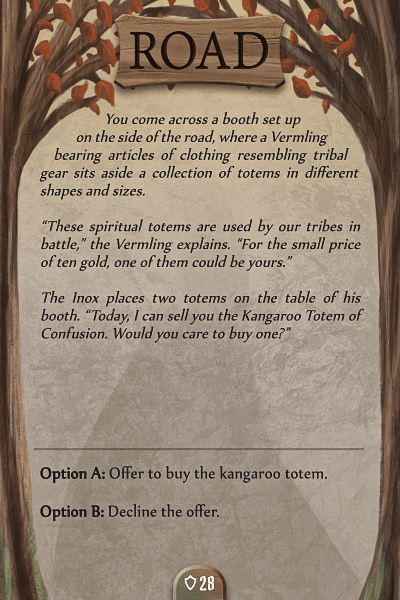 ROAD
You come across a booth set up
on the side of the road, where a Vermling
bearing articles of clothing resembling tribal
gear sits aside a collection of totems in different
shapes and sizes.
“These spiritual totems are used by our tribes in
battle,” the Vermling explains. “For the small price
of ten gold, one of them could be yours.”
The Inox places two totems on the table of his
booth. “Today, I can sell you the Kangaroo Totem of
Confusion. Would you care to buy one?”
Option A: Offer to buy the kangaroo totem.
Option B: Decline the offer.
28